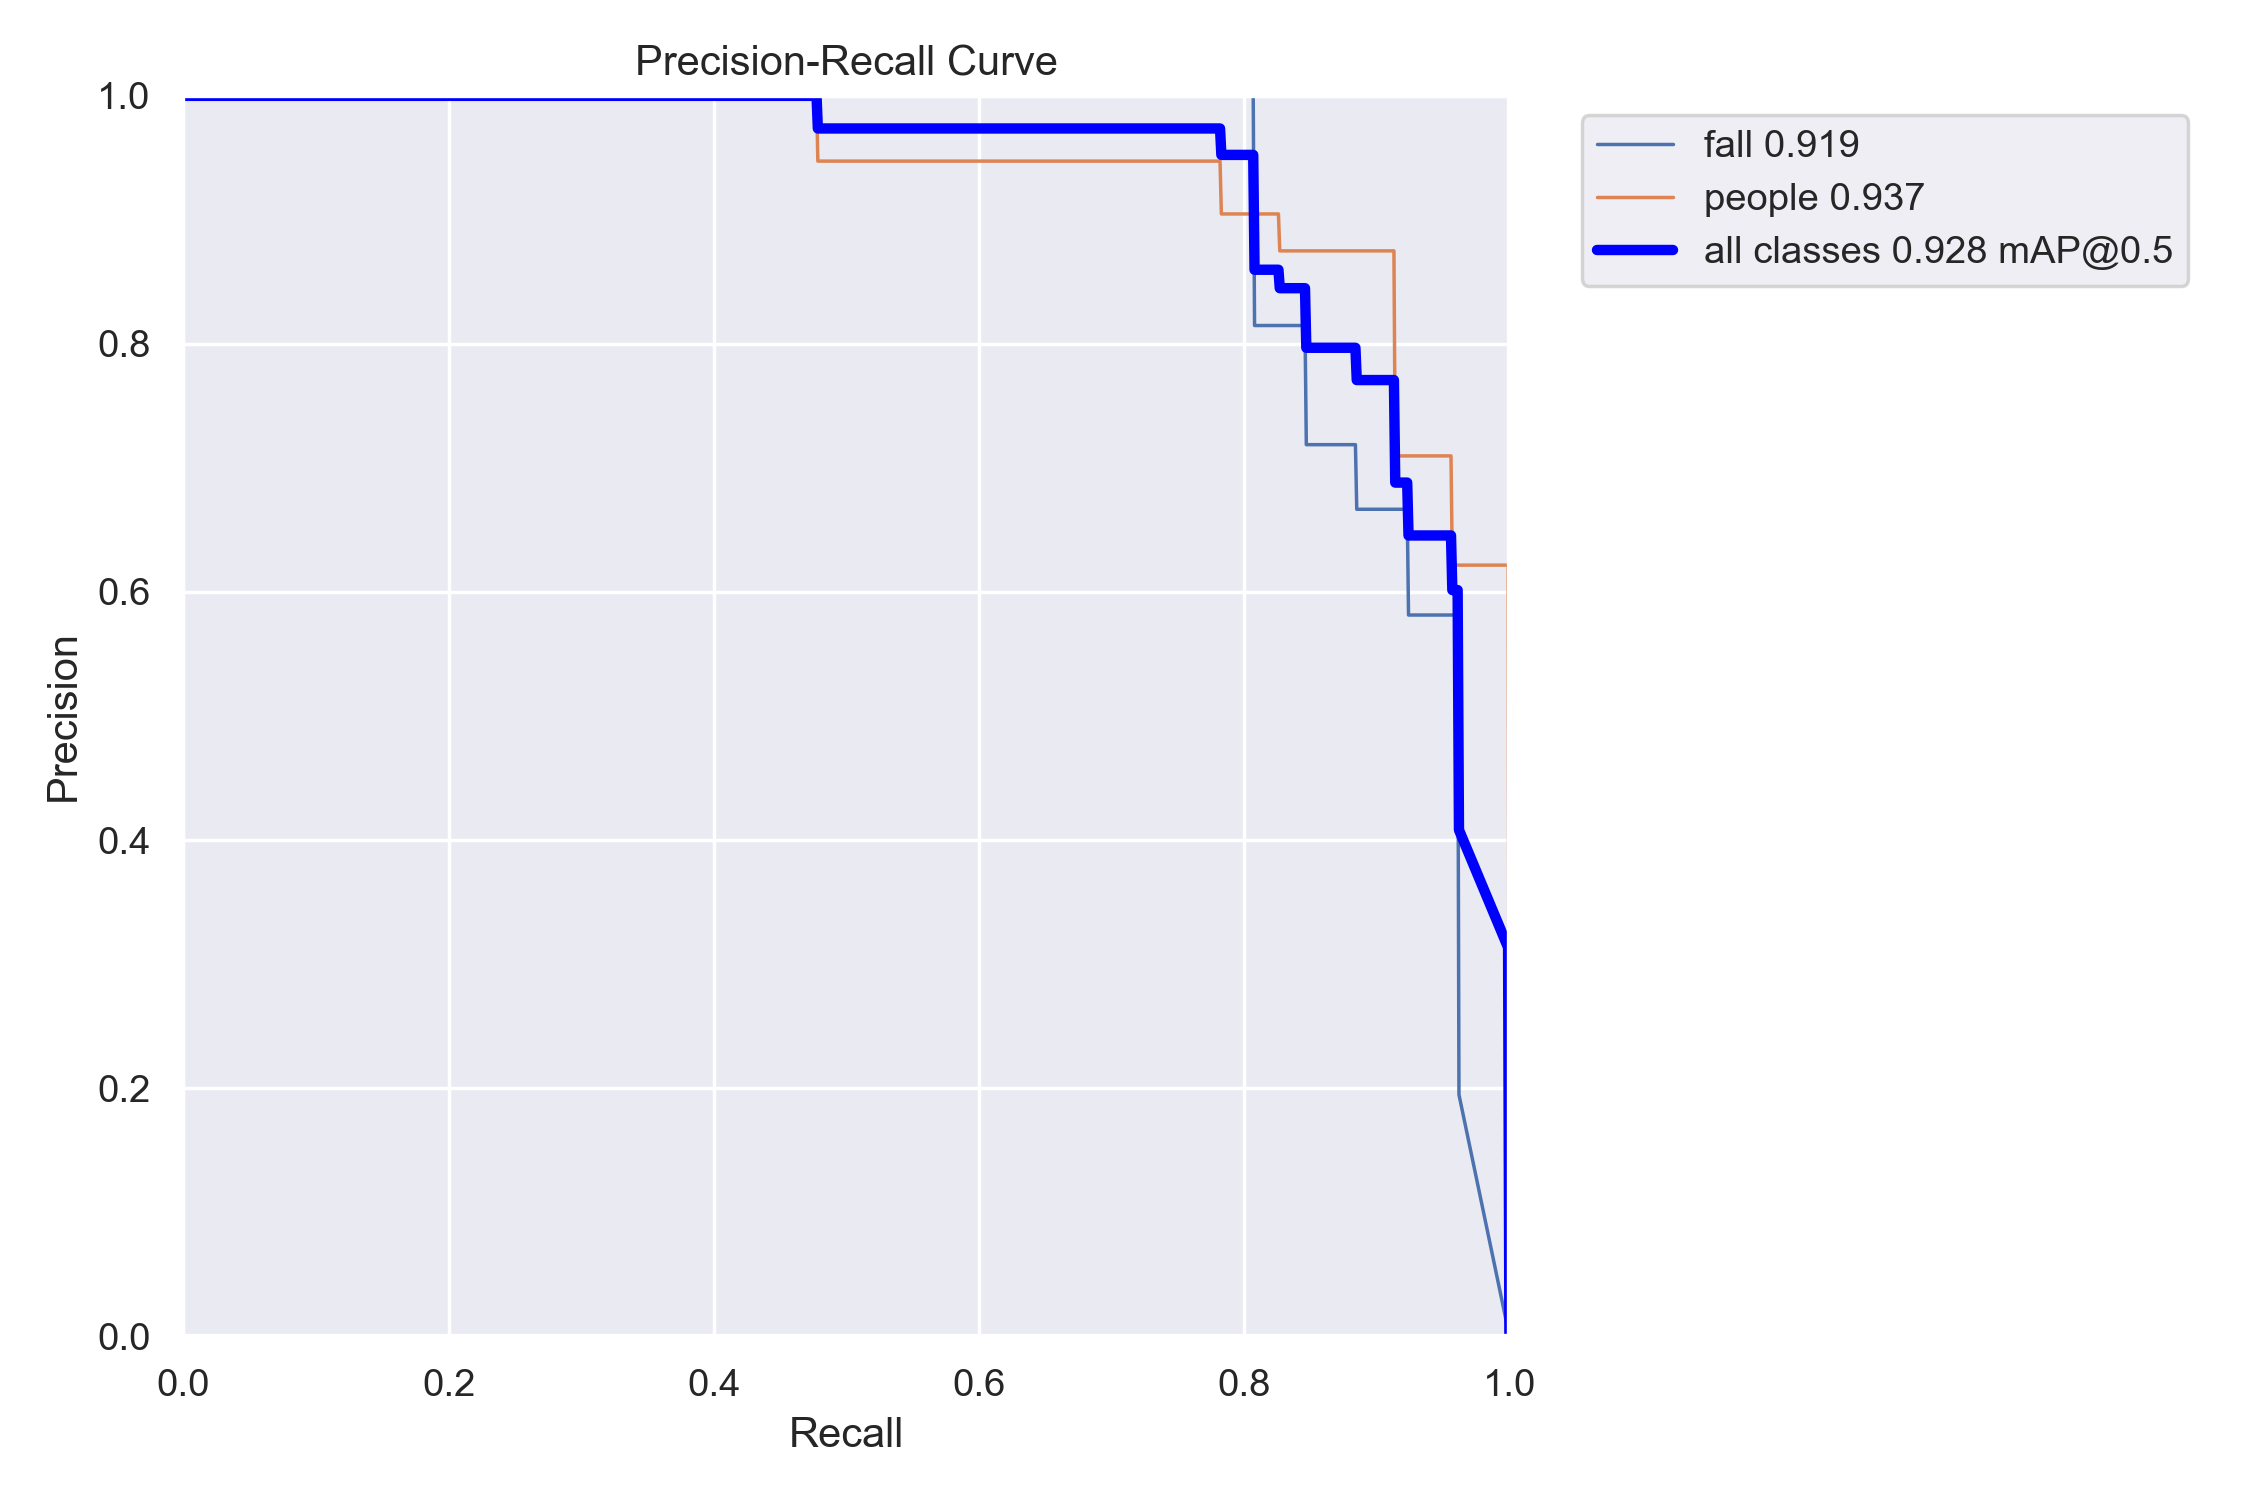 Precision-Recall Curve
1.0
0.8
0.6
0.4
0.2
0.0
Precision
0.0 0.2 0.4 0.6 0.8 1.0
Recall
fall 0.919
people 0.937
all classes 0.928 mAP@0.5